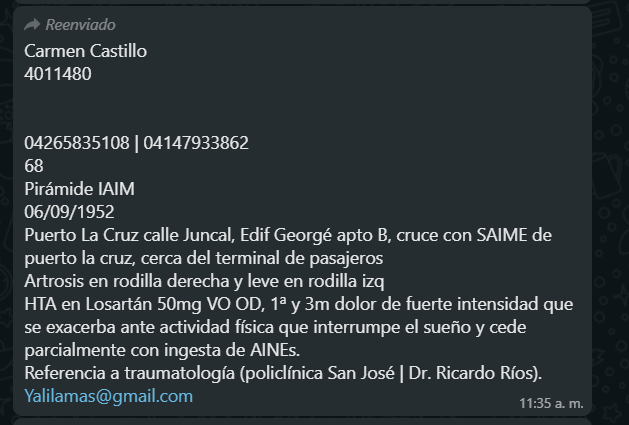 Reenviado
Carmen Castillo
4011480
04265835108 | 04147933862
68
Pirámide IAIM
06/09/1952
Puerto La Cruz calle Juncal, Edif Georgé apto B, cruce con SAIME de
puerto la cruz, cerca del terminal de pasajeros
Artrosis en rodilla derecha y leve en rodilla izq
HTA en Losartán 50mg VO OD, 1ª y 3m dolor de fuerte intensidad que
se exacerba ante actividad física que interrumpe el sueño y cede
parcialmente con ingesta de AINEs.
Referencia a traumatología (policlínica San José | Dr. Ricardo Ríos).
Yalilamas@gmail.com
11:35 a. m.